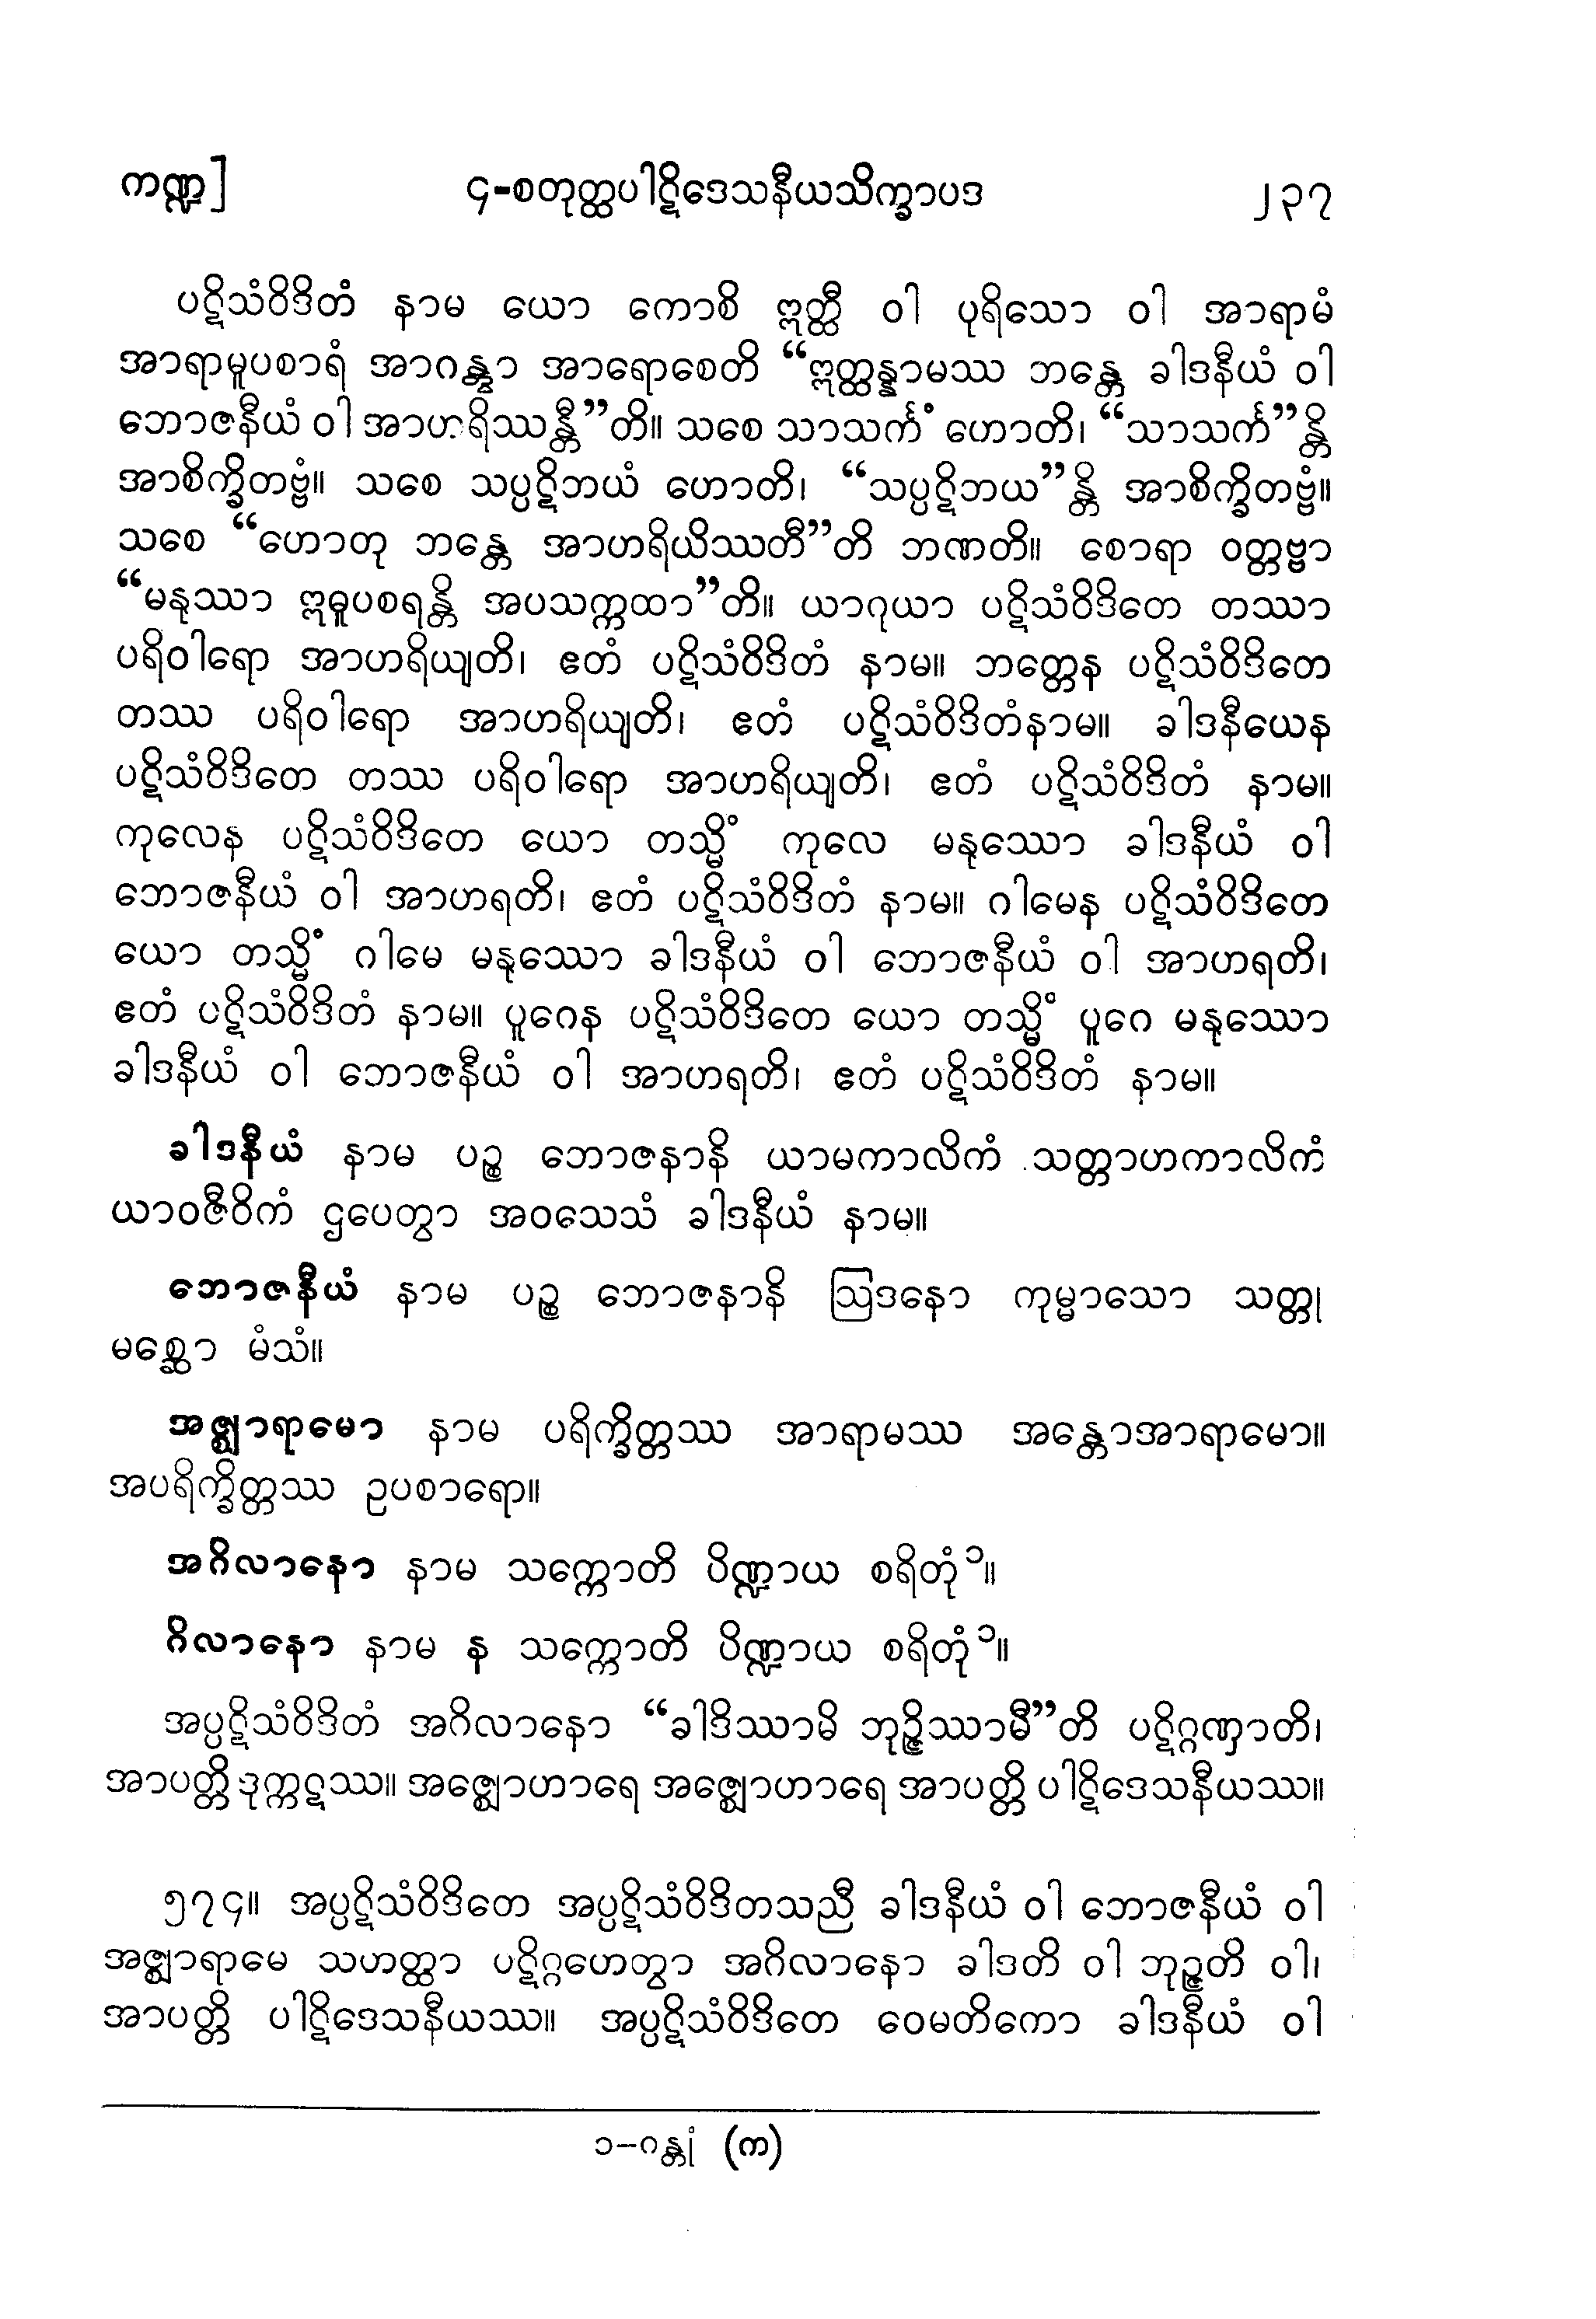 ကဏ္ဍ] ၄-စတုတ္ထပါဋိဒေသနီယသိက္ခာပဒ ၂၃၇
ပဋိသံဝိဒိတံ နာမ ယော ကောစိ ဣတ္ထီ ဝါ ပုရိသော ဝါ အာရာမံ
အာရာမူပစာရံ အာဂန္တွာ အာရောစေတိ “ဣတ္ထန္နာမဿ ဘန္တေ ခါဒနီယံ ဝါ
ဘောဇနီယံ ဝါ အာဟရိဿန္တီ”တိ။ သစေ သာသင်္ကံ ဟောတိ၊ “သာသင်္က”န္တိ
အာစိက္ခိတဗ္ဗံ။ သစေ သပ္ပဋိဘယံ ဟောတိ၊ “သပ္ပဋိဘယ”န္တိ အာစိက္ခိတဗ္ဗံ။
သစေ “ဟောတု ဘန္တေ အာဟရိယိဿတီ”တိ ဘဏတိ။ စောရာ ဝတ္တဗ္ဗာ
“မနုဿာ ဣဓူပစရန္တိ အပသက္ကထာ”တိ။ ယာဂုယာ ပဋိသံဝိဒိတေ တဿာ
ပရိဝါရော အာဟရိယျတိ၊ ဧတံ ပဋိသံဝိဒိတံ နာမ။ ဘတ္တေန ပဋိသံဝိဒိတေ
တဿ ပရိဝါရော အာဟရိယျတိ၊ ဧတံ ပဋိသံဝိဒိတံနာမ။ ခါဒနီယေန
ပဋိသံဝိဒိတေ တဿ ပရိဝါရော အာဟရိယျတိ၊ ဧတံ ပဋိသံဝိဒိတံ နာမ။
ကုလေန ပဋိသံဝိဒိတေ ယော တသ္မိံ ကုလေ မနုဿော ခါဒနီယံ ဝါ
ဘောဇနီယံ ဝါ အာဟရတိ၊ ဧတံ ပဋိသံဝိဒိတံ နာမ။ ဂါမေန ပဋိသံဝိဒိတေ
ယော တသ္မိံ ဂါမေ မနုဿော ခါဒနီယံ ဝါ ဘောဇနီယံ ဝါ အာဟရတိ၊
ဧတံ ပဋိသံဝိဒိတံ နာမ။ ပူဂေန ပဋိသံဝိဒိတေ ယော တသ္မိံ ပူဂေ မနုဿော
ခါဒနီယံ ဝါ ဘောဇနီယံ ဝါ အာဟရတိ၊ ဧတံ ပဋိသံဝိဒိတံ နာမ။
ခါဒနီယံ နာမ ပဉ္စ ဘောဇနာနိ ယာမကာလိကံ သတ္တာဟကာလိကံ
ယာဝဇီဝိကံ ဌပေတွာ အဝသေသံ ခါဒနီယံ နာမ။
ဘောဇနီယံ နာမ ပဉ္စ ဘောဇနာနိ ဩဒနော ကုမ္မာသော သတ္တု
မစ္ဆော မံသံ။
အဇ္ဈာရာမော နာမ ပရိက္ခိတ္တဿ အာရာမဿ အန္တောအာရာမော။
အပရိက္ခိတ္တဿ ဥပစာရော။
အဂိလာနော နာမ သက္ကောတိ ပိဏ္ဍာယ စရိတုံ၁။
ဂိလာနော နာမ န သက္ကောတိ ပိဏ္ဍာယ စရိတုံ၁။
အပ္ပဋိသံဝိဒိတံ အဂိလာနော “ခါဒိဿာမိ ဘုဉ္ဇိဿာမီ”တိ ပဋိဂ္ဂဏှာတိ၊
အာပတ္တိ ဒုက္ကဋဿ။ အဇ္ဈောဟာရေ အဇ္ဈောဟာရေ အာပတ္တိ ပါဋိဒေသနီယဿ။
၅၇၄။ အပ္ပဋိသံဝိဒိတေ အပ္ပဋိသံဝိဒိတသညီ ခါဒနီယံ ဝါ ဘောဇနီယံ ဝါ
အဇ္ဈာရာမေ သဟတ္ထာ ပဋိဂ္ဂဟေတွာ အဂိလာနော ခါဒတိ ဝါ ဘုဉ္ဇတိ ဝါ၊
အာပတ္တိ ပါဋိဒေသနီယဿ။ အပ္ပဋိသံဝိဒိတေ ဝေမတိကော ခါဒနီယံ ဝါ
၁-ဂန္တုံ (က)